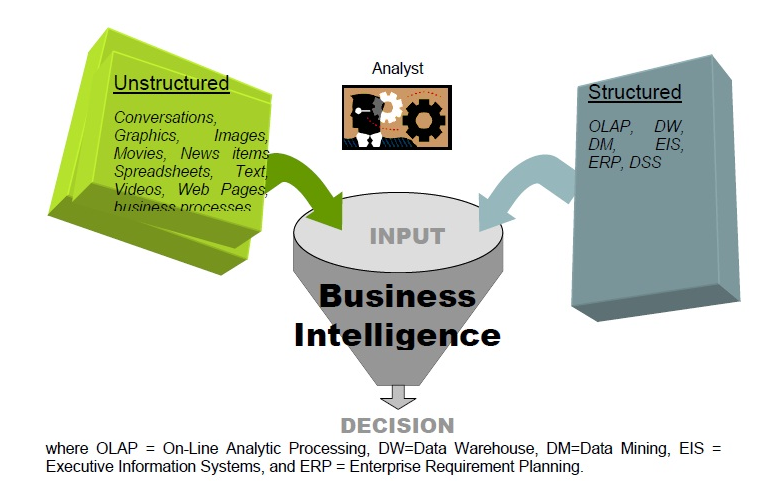 Analyst
Unstructured
Conversations,
Graphics, Images,
Movies, News items
Spreadsheets, Text,
Videos, Web Pages,
business processes
Structured
OLAP, DW,
DM, EIS,
ERP, DSS
INPUT
Business
Intelligence
DECISION
where OLAP = On-Line Analytic Processing, DW=Data Warehouse, DM=Data Mining, EIS =
Executive Information Systems, and ERP = Enterprise Requirement Planning.